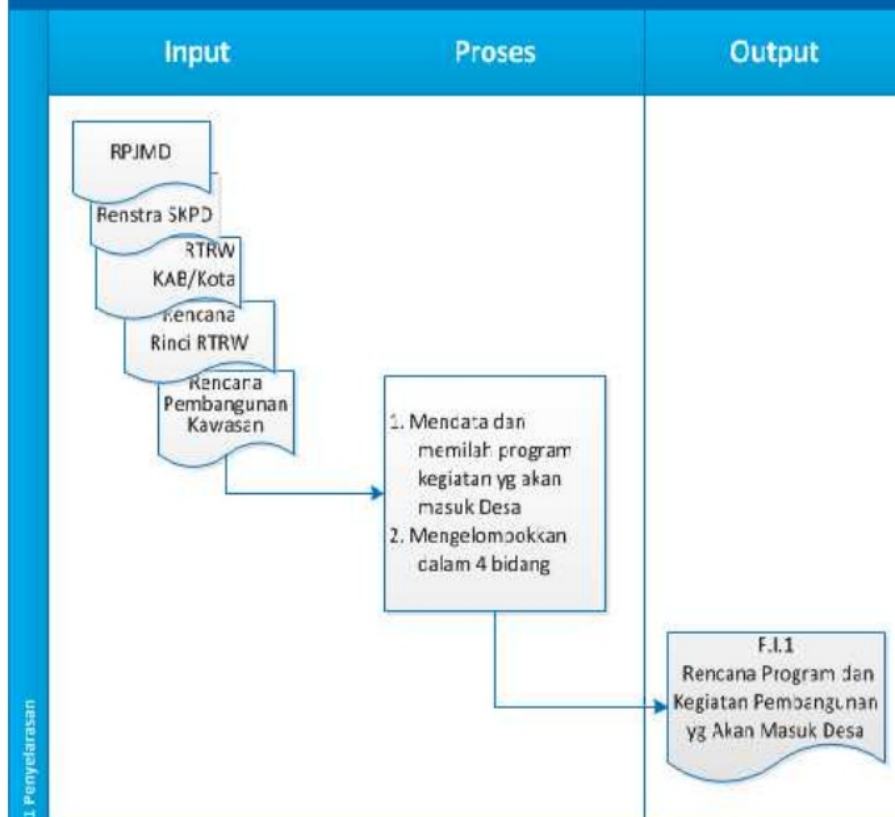 Input
Proses
Output
RPJMD
Renstra SKPD
RTRW
KAB/Kota
Rencana
Rinci RTRW
Rencana
Pembangunan
Kawasan
1. Mendata dan
memilah program
kegiatan yg akan
masuk Desa
2. Mengelompokkan
dalam 4 bidang
F.I.1
Rencana Program dan
Kegiatan Pembangunan
yg Akan Masuk Desa
1 Penyelarasan